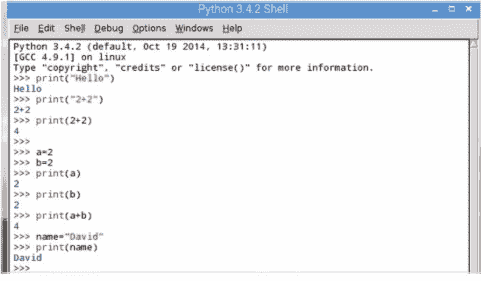 Python 3.4.2 Shell
File Edit Shell Debug Options Windows Help
Python 3.4.2 (default, Oct 19 2014, 13:31:11)
[GCC 4.9.1] on linux
Type "copyright", "credits" or "license()" for more information.
>>> print("Hello")
Hello
>>> print("2+2")
2+2
>>> print(2+2)
4
>>>
>>> a=2
>>> b=2
>>> print(a)
2
>>> print(b)
2
>>> print(a+b)
4
>>> name="David"
>>> print(name)
David
>>>